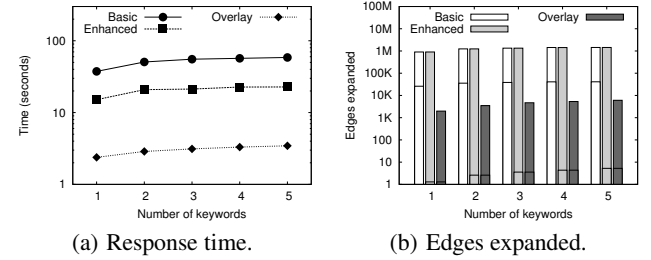 Basic
Enhanced
Overlay
300
100
10
1
Time (seconds)
1 2 3 4 5
Number of keywords
(a) Response time.
Basic
Enhanced
Overlay
100M
10M
1M
100K
10K
1K
100
10
1
Edges expanded
1 2 3 4 5
Number of keywords
(b) Edges expanded.